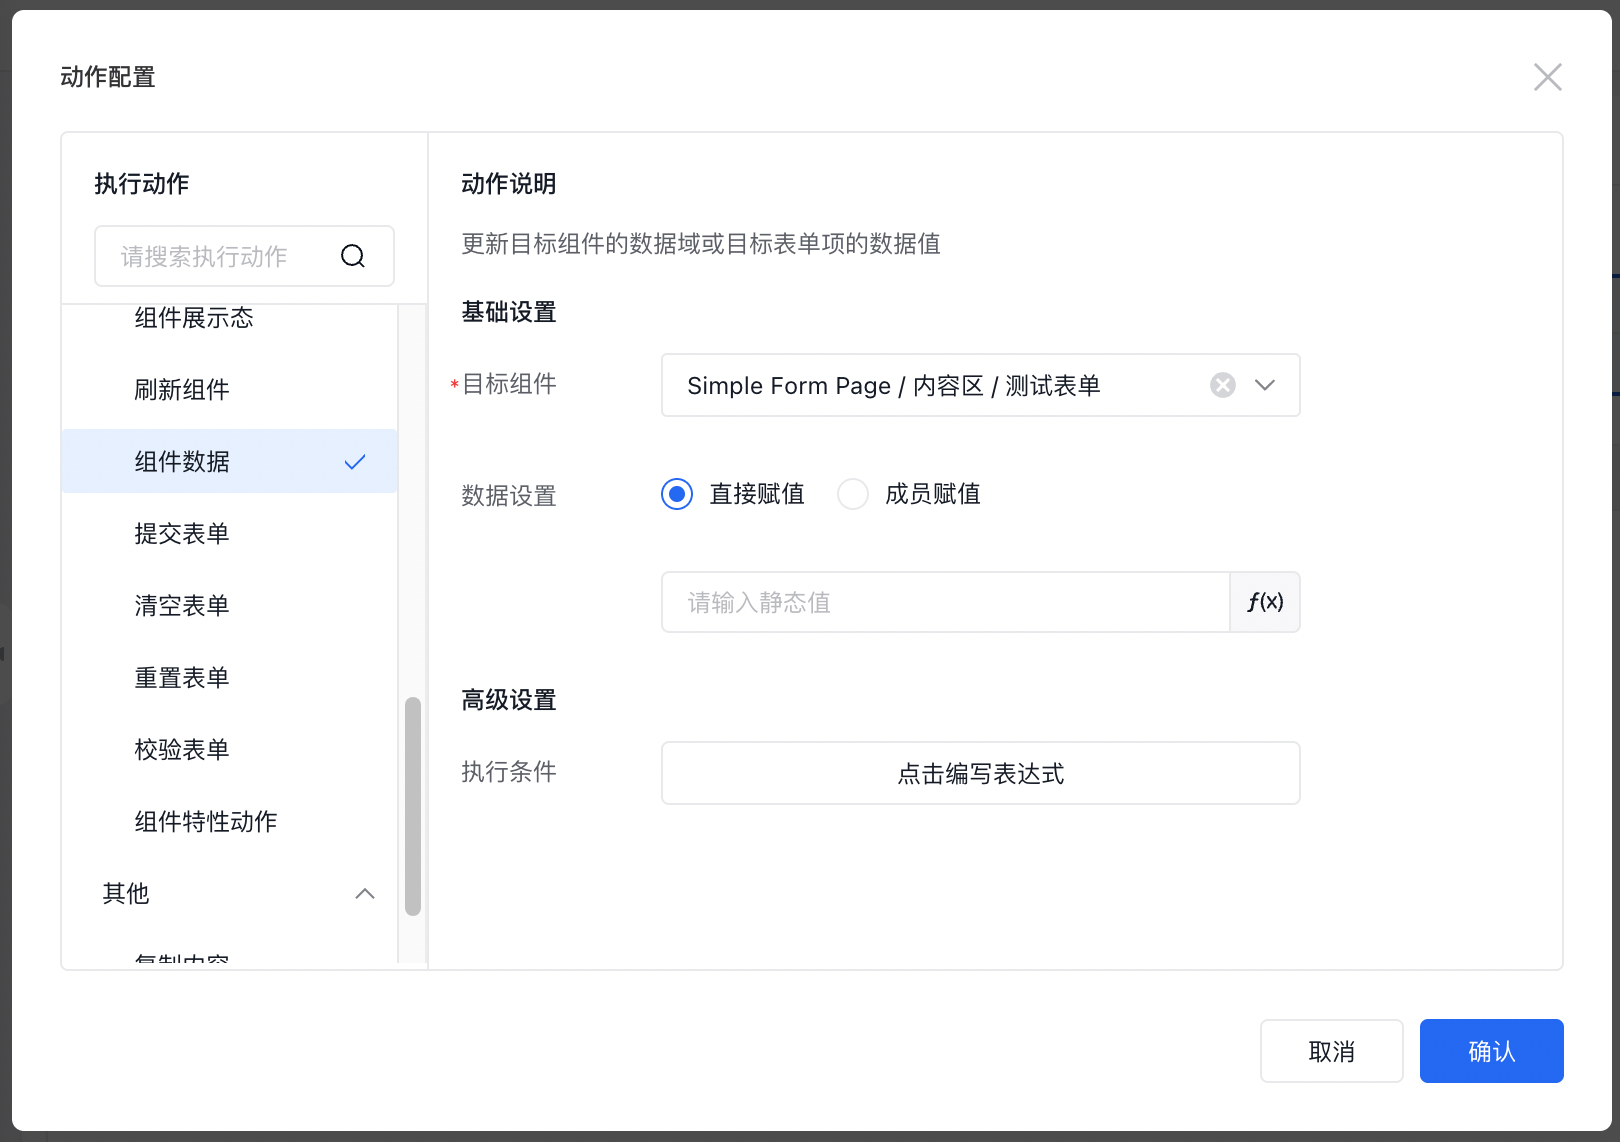 动作配置
执行动作
请搜索执行动作
组件展示态
刷新组件
组件数据
提交表单
清空表单
重置表单
校验表单
组件特性动作
其他
复制内容
动作说明
更新目标组件的数据域或目标表单项的数据值
基础设置
*目标组件
Simple Form Page / 内容区 / 测试表单
数据设置
直接赋值 成员赋值
请输入静态值
f(x)
高级设置
执行条件
点击编写表达式
取消
确认